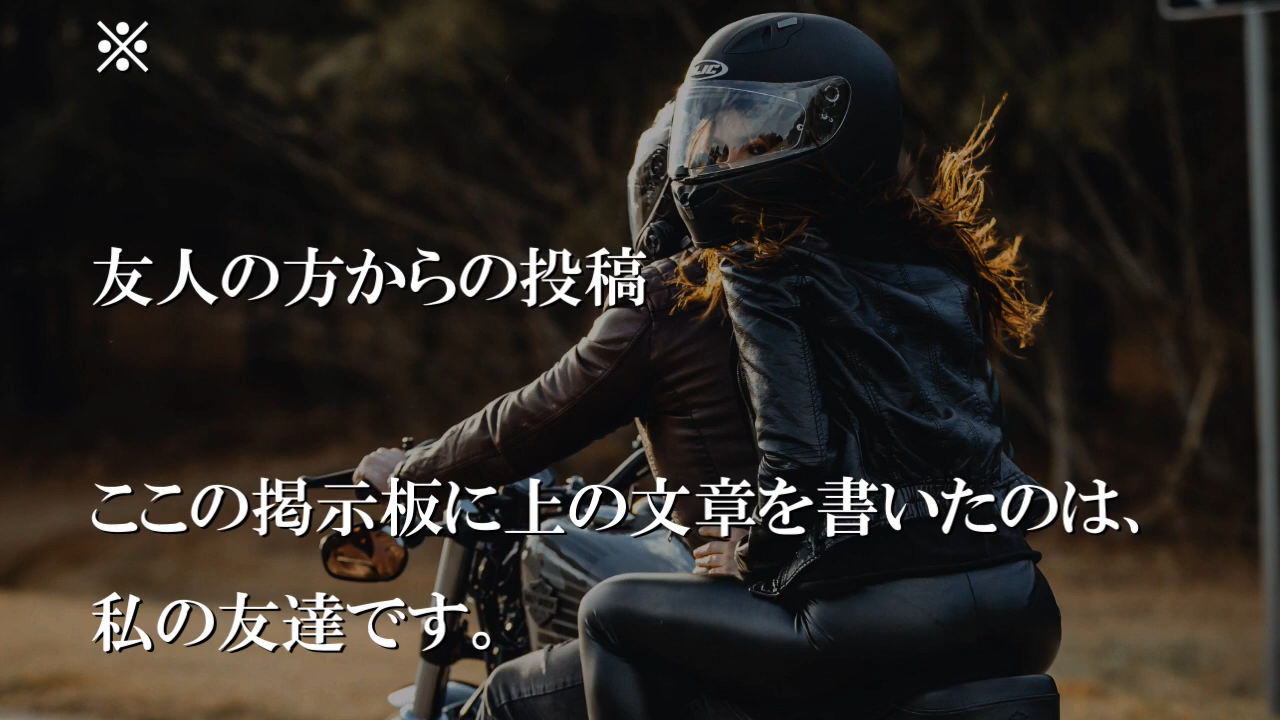 ※
友人の方からの投稿
ここの掲示板に上の文章を書いたのは、
私の友達です。